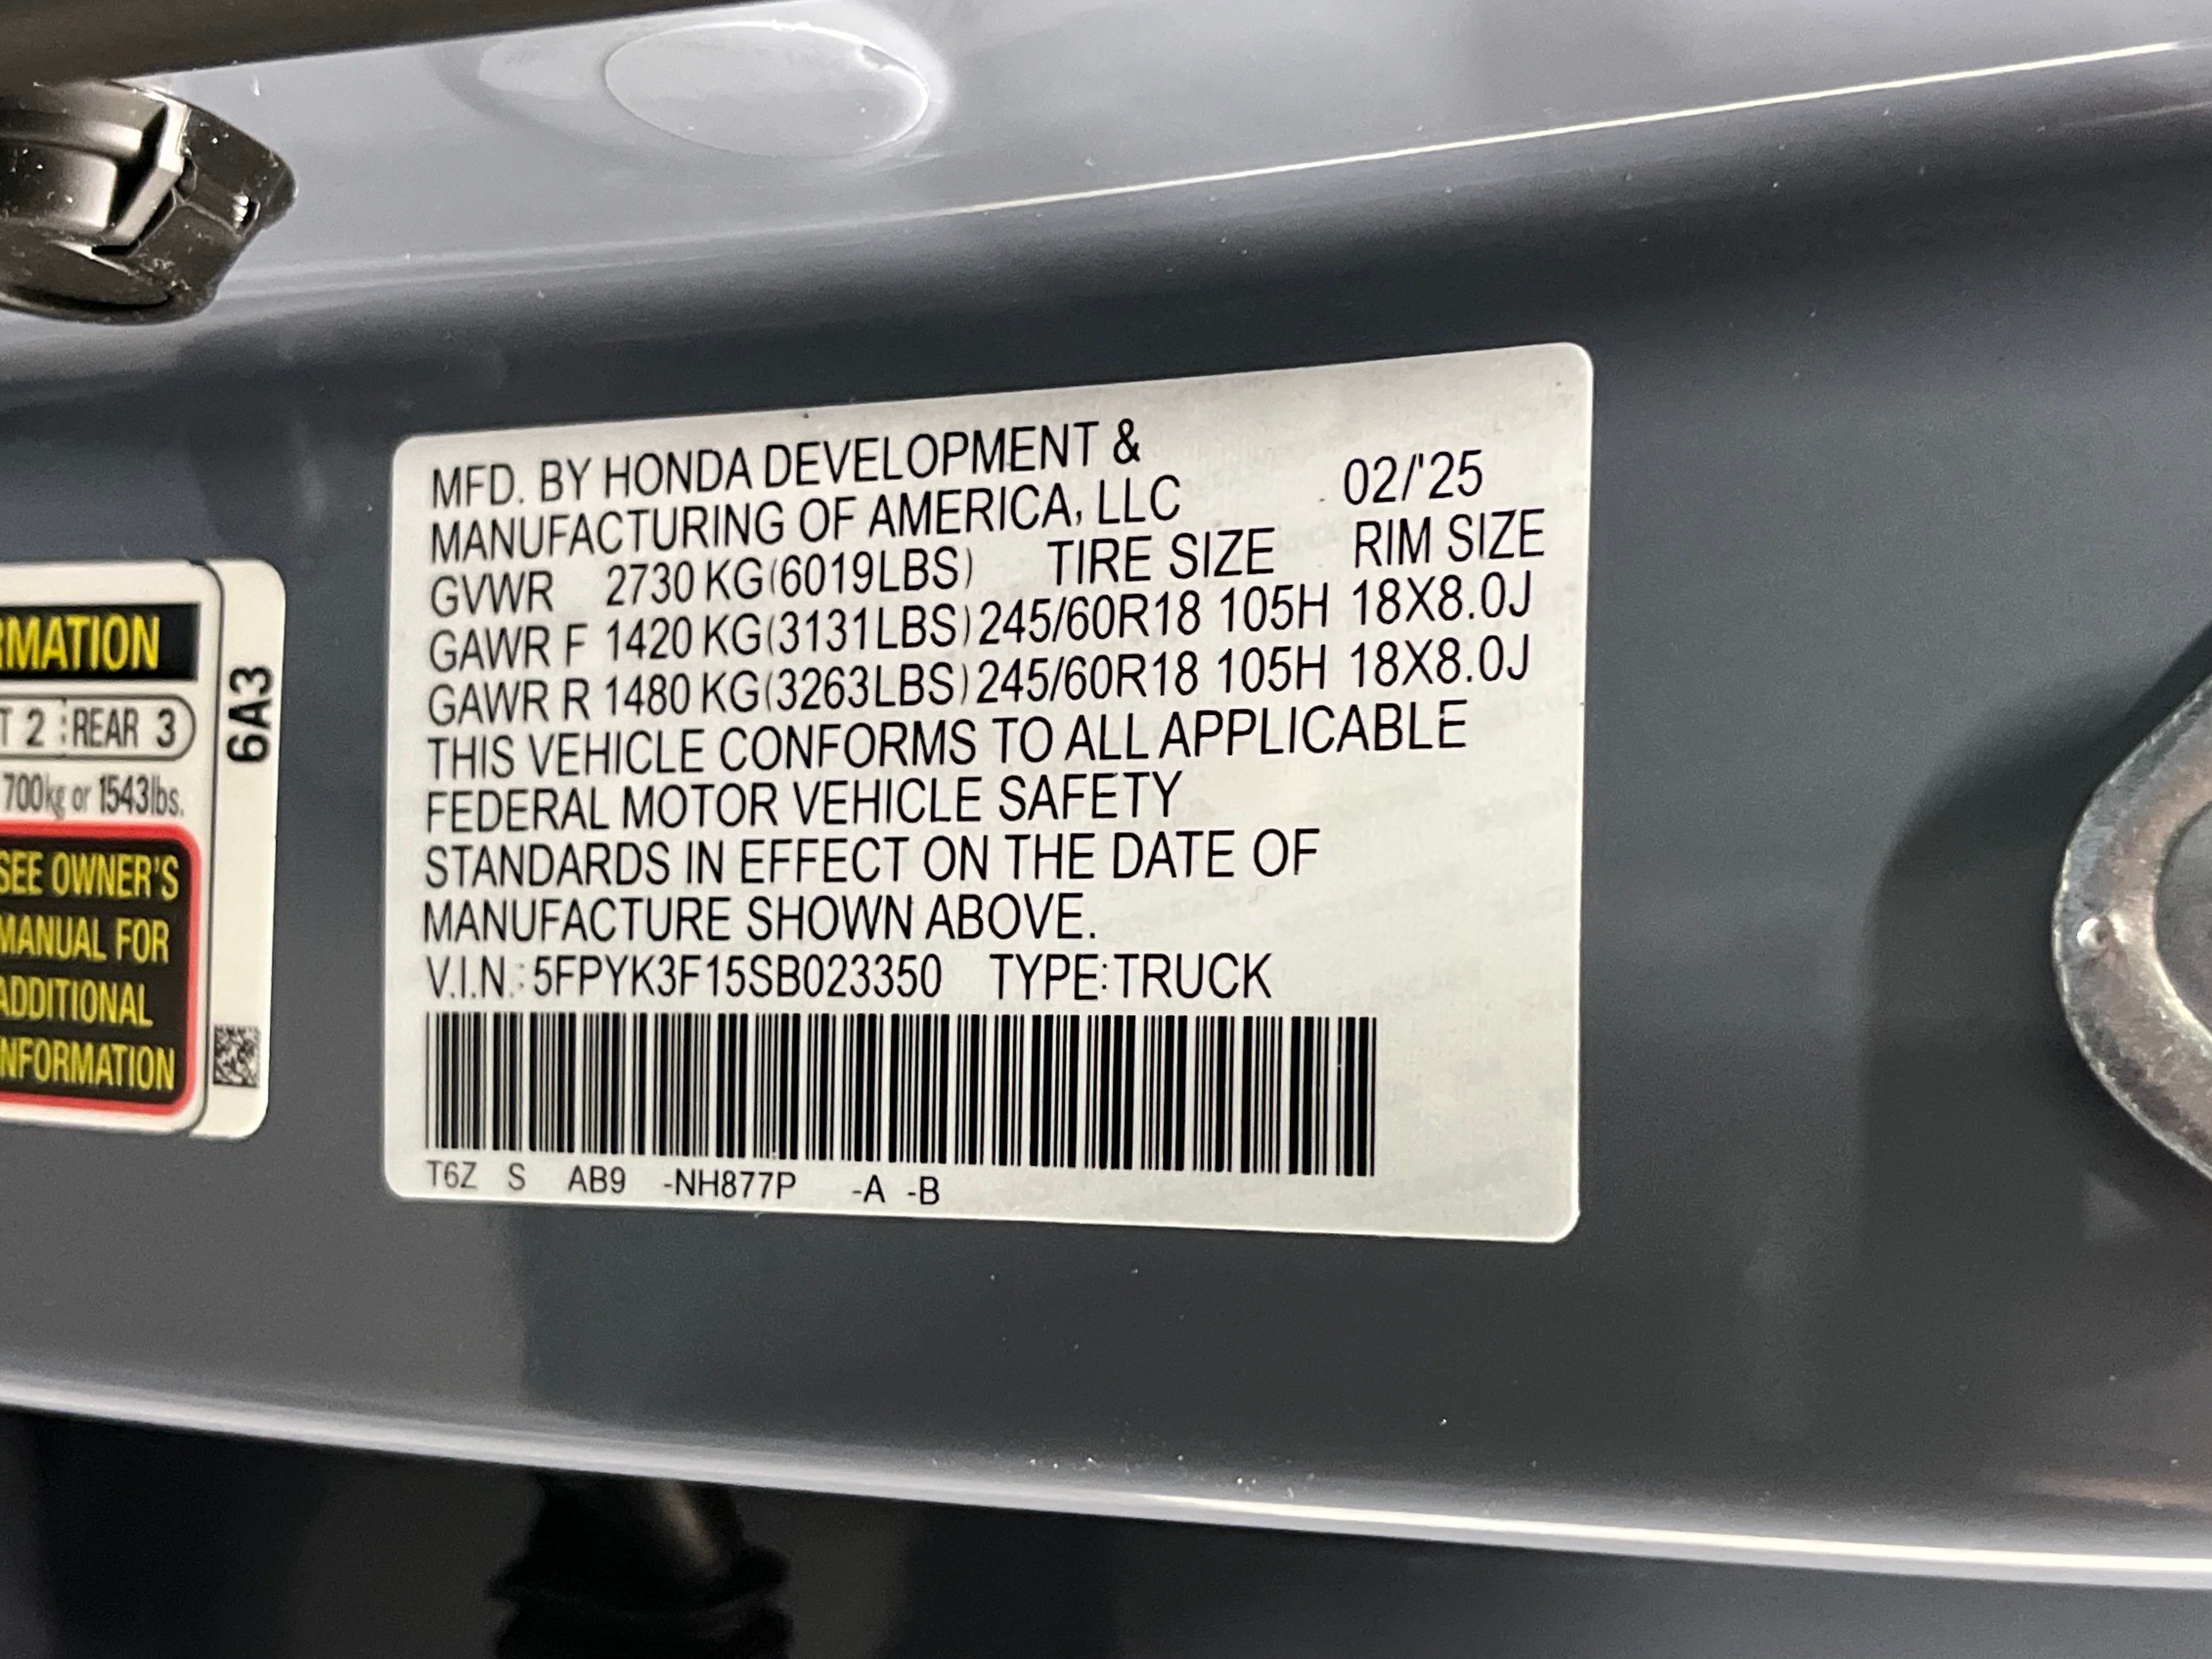 MFD. BY HONDA DEVELOPMENT &
MANUFACTURING OF AMERICA, LLC 02/'25
GVWR 2730 KG(6019LBS) TIRE SIZE RIM SIZE
GAWR F 1420 KG(3131LBS) 245/60R18 105H 18X8.0J
GAWR R 1480 KG(3263LBS) 245/60R18 105H 18X8.0J
THIS VEHICLE CONFORMS TO ALL APPLICABLE
FEDERAL MOTOR VEHICLE SAFETY
STANDARDS IN EFFECT ON THE DATE OF
MANUFACTURE SHOWN ABOVE.
V.I.N.: 5FPYK3F15SB023350 TYPE:TRUCK
T6Z S AB9 -NH877P -A -B
RMATION
T 2 REAR 3
700kg or 1543lbs.
SEE OWNER'S
MANUAL FOR
ADDITIONAL
NFORMATION
6A3